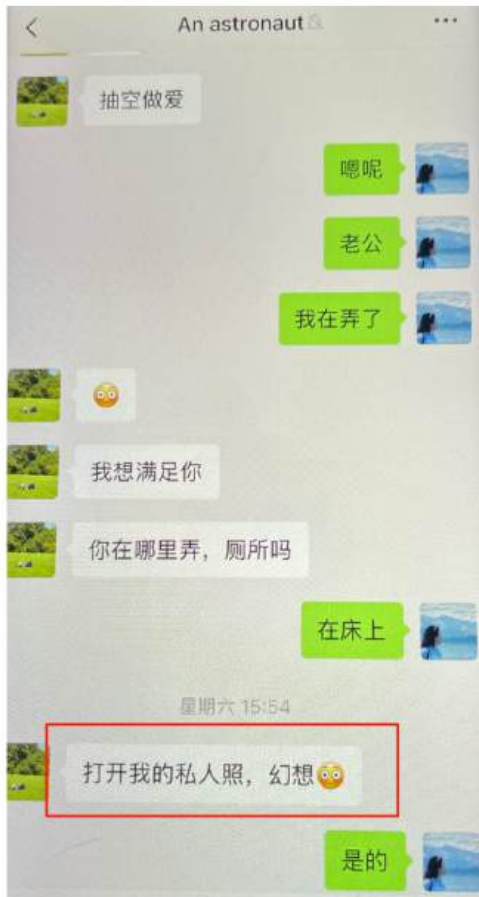 An astronaut
抽空做爱
嗯呢
老公
我在弄了
😳
我想满足你
你在哪里弄，厕所吗
在床上
星期六 15:54
打开我的私人照，幻想😳
是的